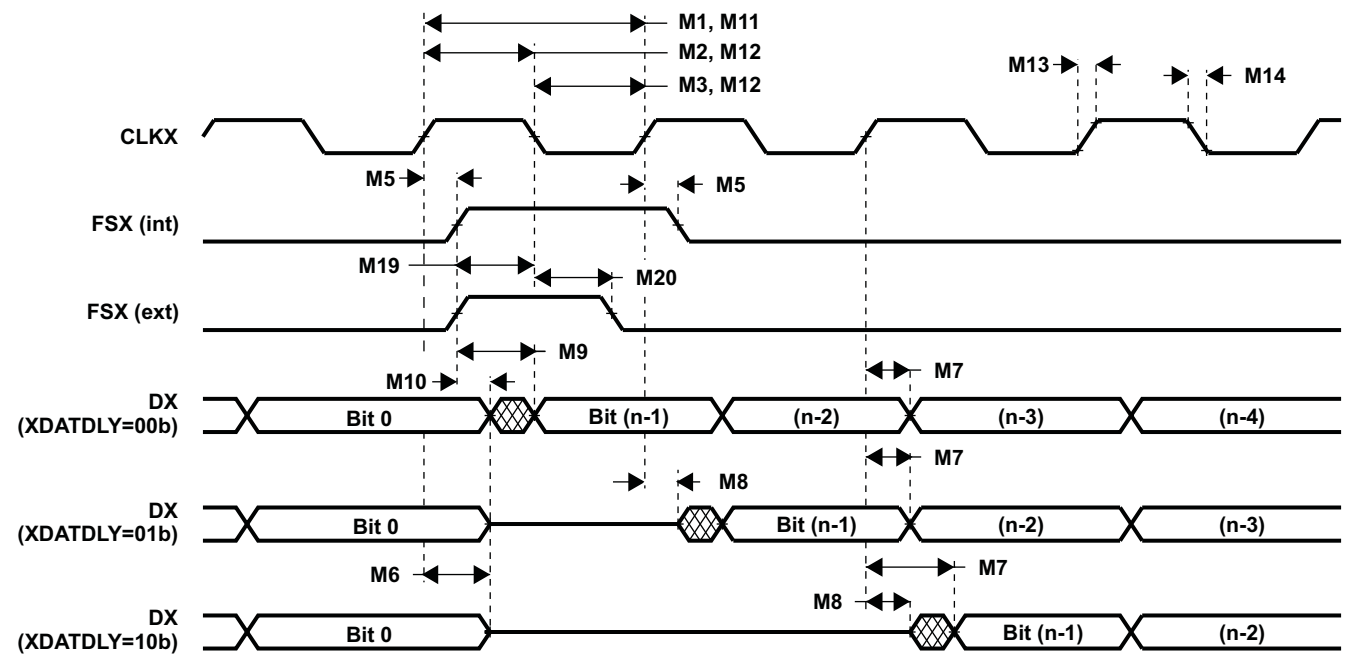 M1, M11
M2, M12
M3, M12
M13
M14
CLKX
M5
M5
FSX (int)
M19
M20
FSX (ext)
M9
M10
M7
DX
(XDATDLY=00b)
Bit 0
Bit (n-1)
(n-2)
(n-3)
(n-4)
M7
M8
DX
(XDATDLY=01b)
Bit 0
Bit (n-1)
(n-2)
(n-3)
M6
M7
M8
DX
(XDATDLY=10b)
Bit 0
Bit (n-1)
(n-2)